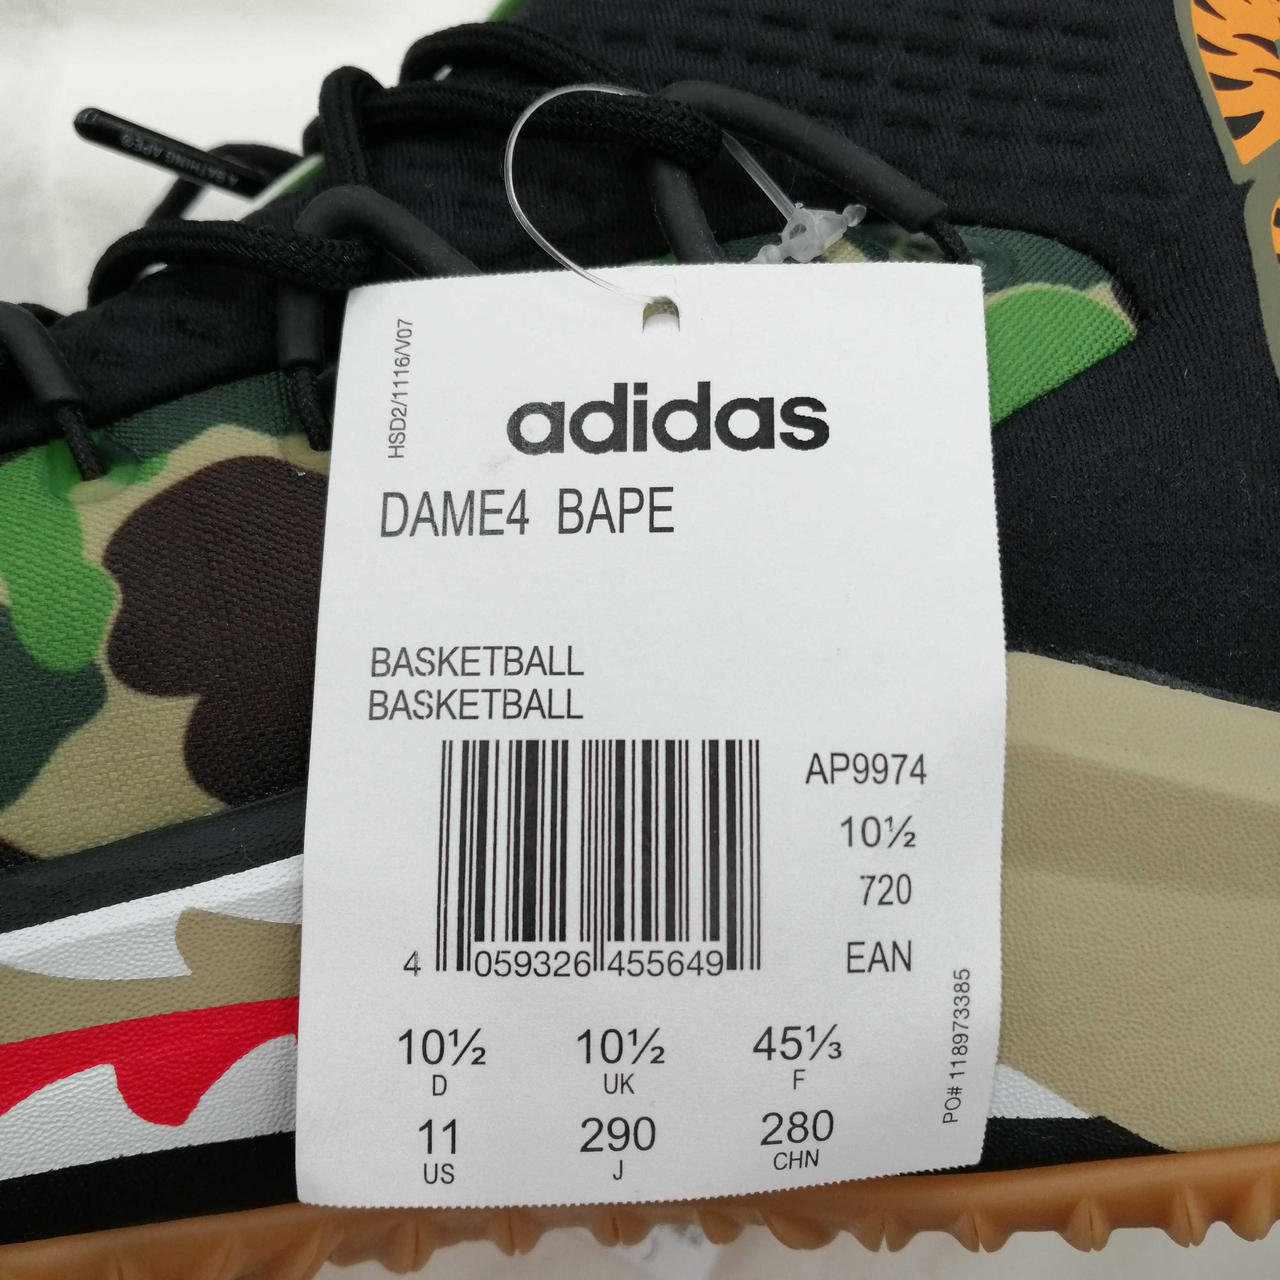 A BATHING APE®
HSD2/1116/V07
adidas
DAME4 BAPE
BASKETBALL
BASKETBALL
AP9974
10½
720
EAN
4 059326 455649
10½ 10½ 45⅓
D UK F
11 290 280
US J CHN
PO# 118973385